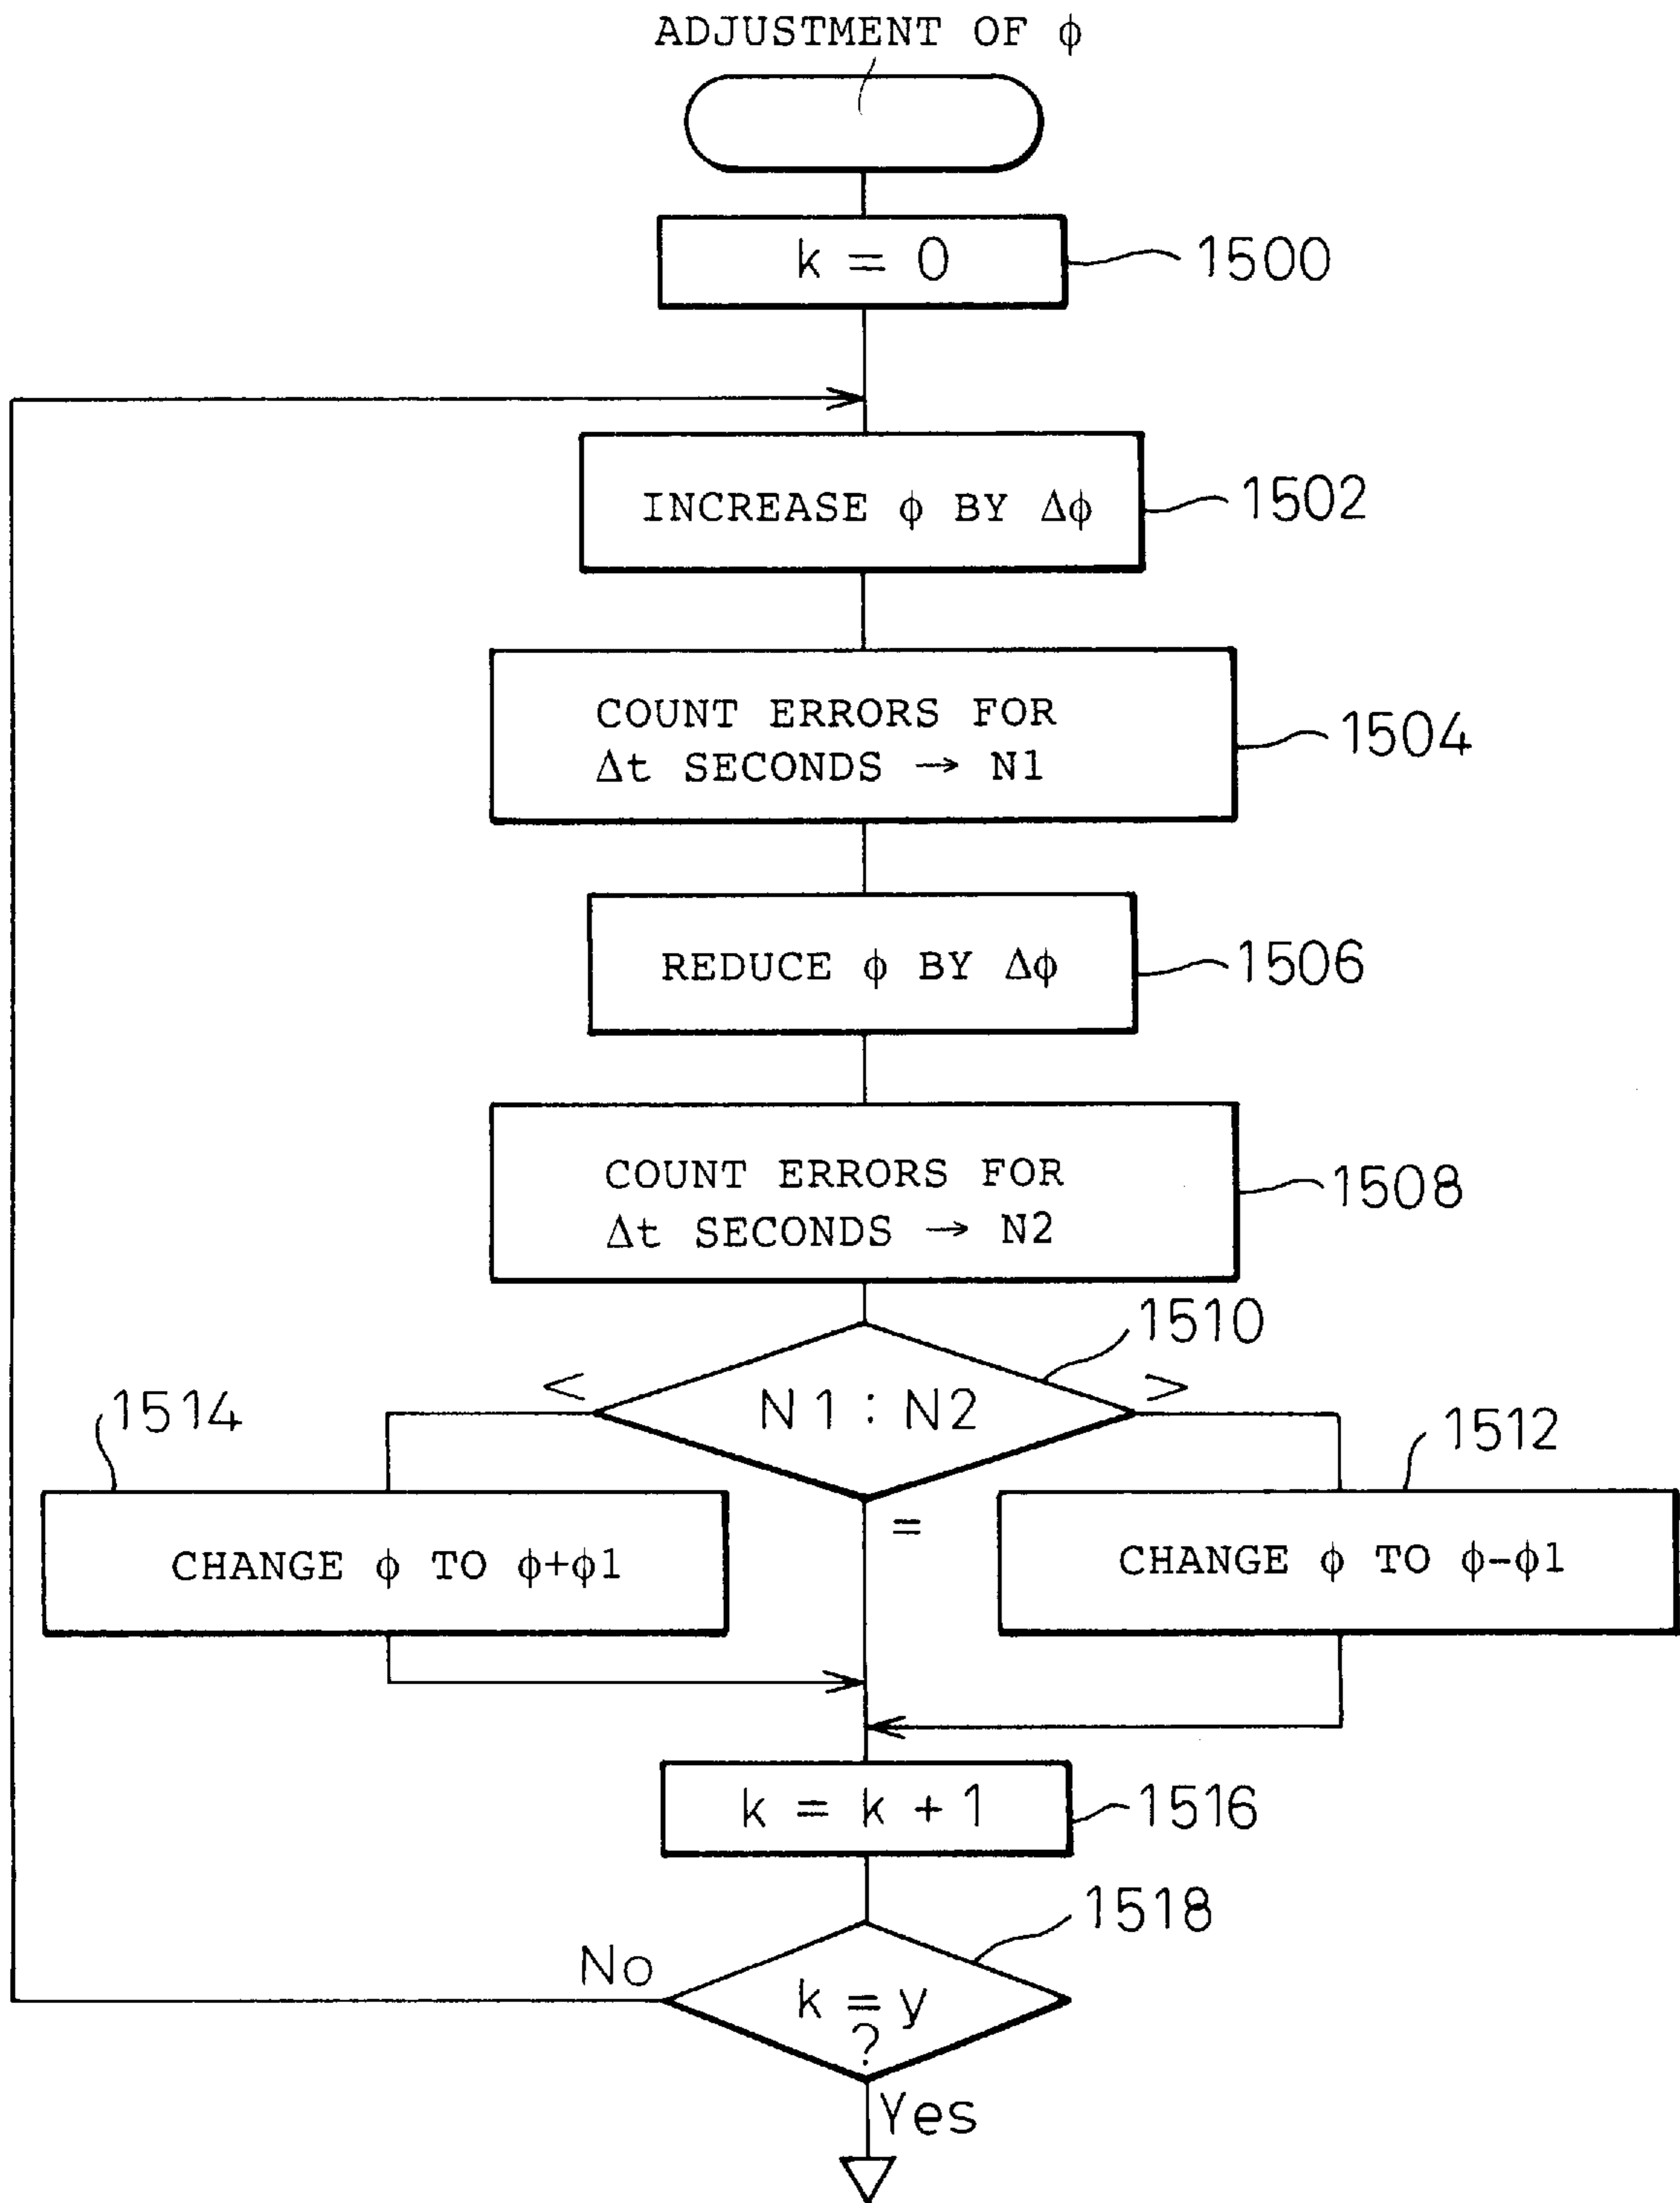 ADJUSTMENT OF ϕ
k = 0
1500
INCREASE ϕ BY Δϕ
1502
COUNT ERRORS FOR
Δt SECONDS → N1
1504
REDUCE ϕ BY Δϕ
1506
COUNT ERRORS FOR
Δt SECONDS → N2
1508
1510
<
N1 : N2
>
=
1514
CHANGE ϕ TO ϕ+ϕ1
1512
CHANGE ϕ TO ϕ−ϕ1
k = k + 1
1516
1518
No
k = y
?
Yes